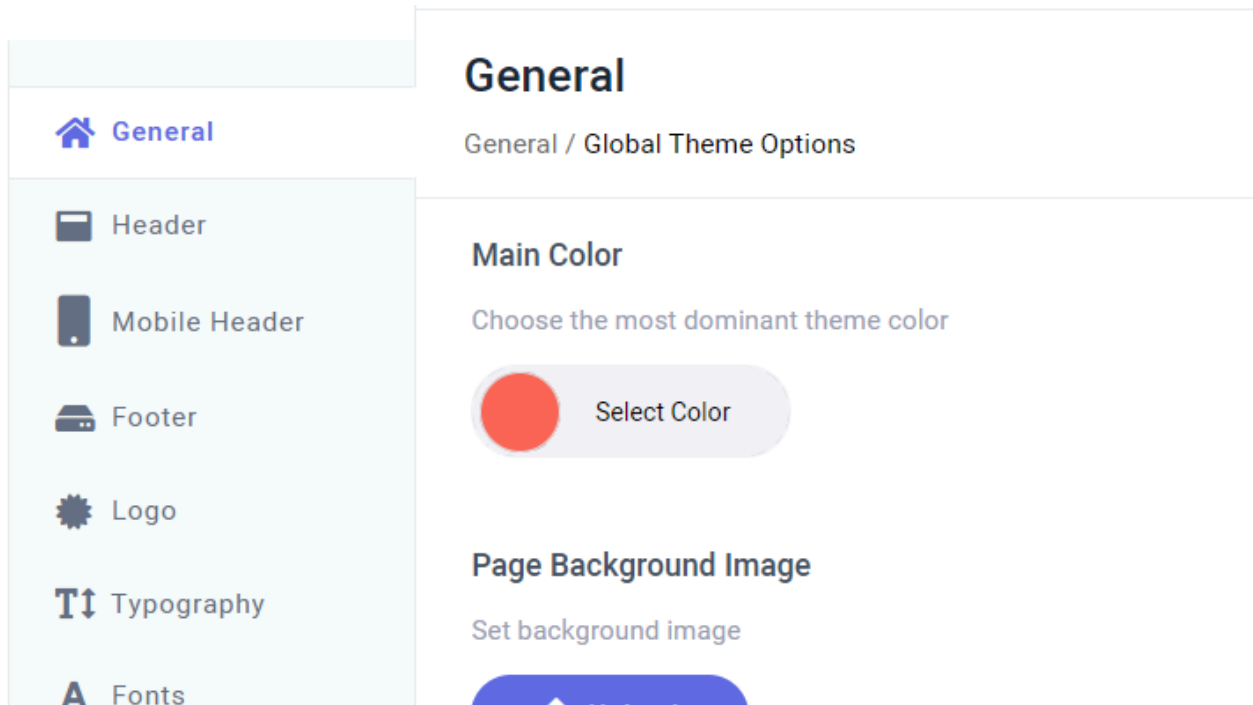 General
Header
Mobile Header
Footer
Logo
Typography
Fonts
General
General / Global Theme Options
Main Color
Choose the most dominant theme color
Select Color
Page Background Image
Set background image